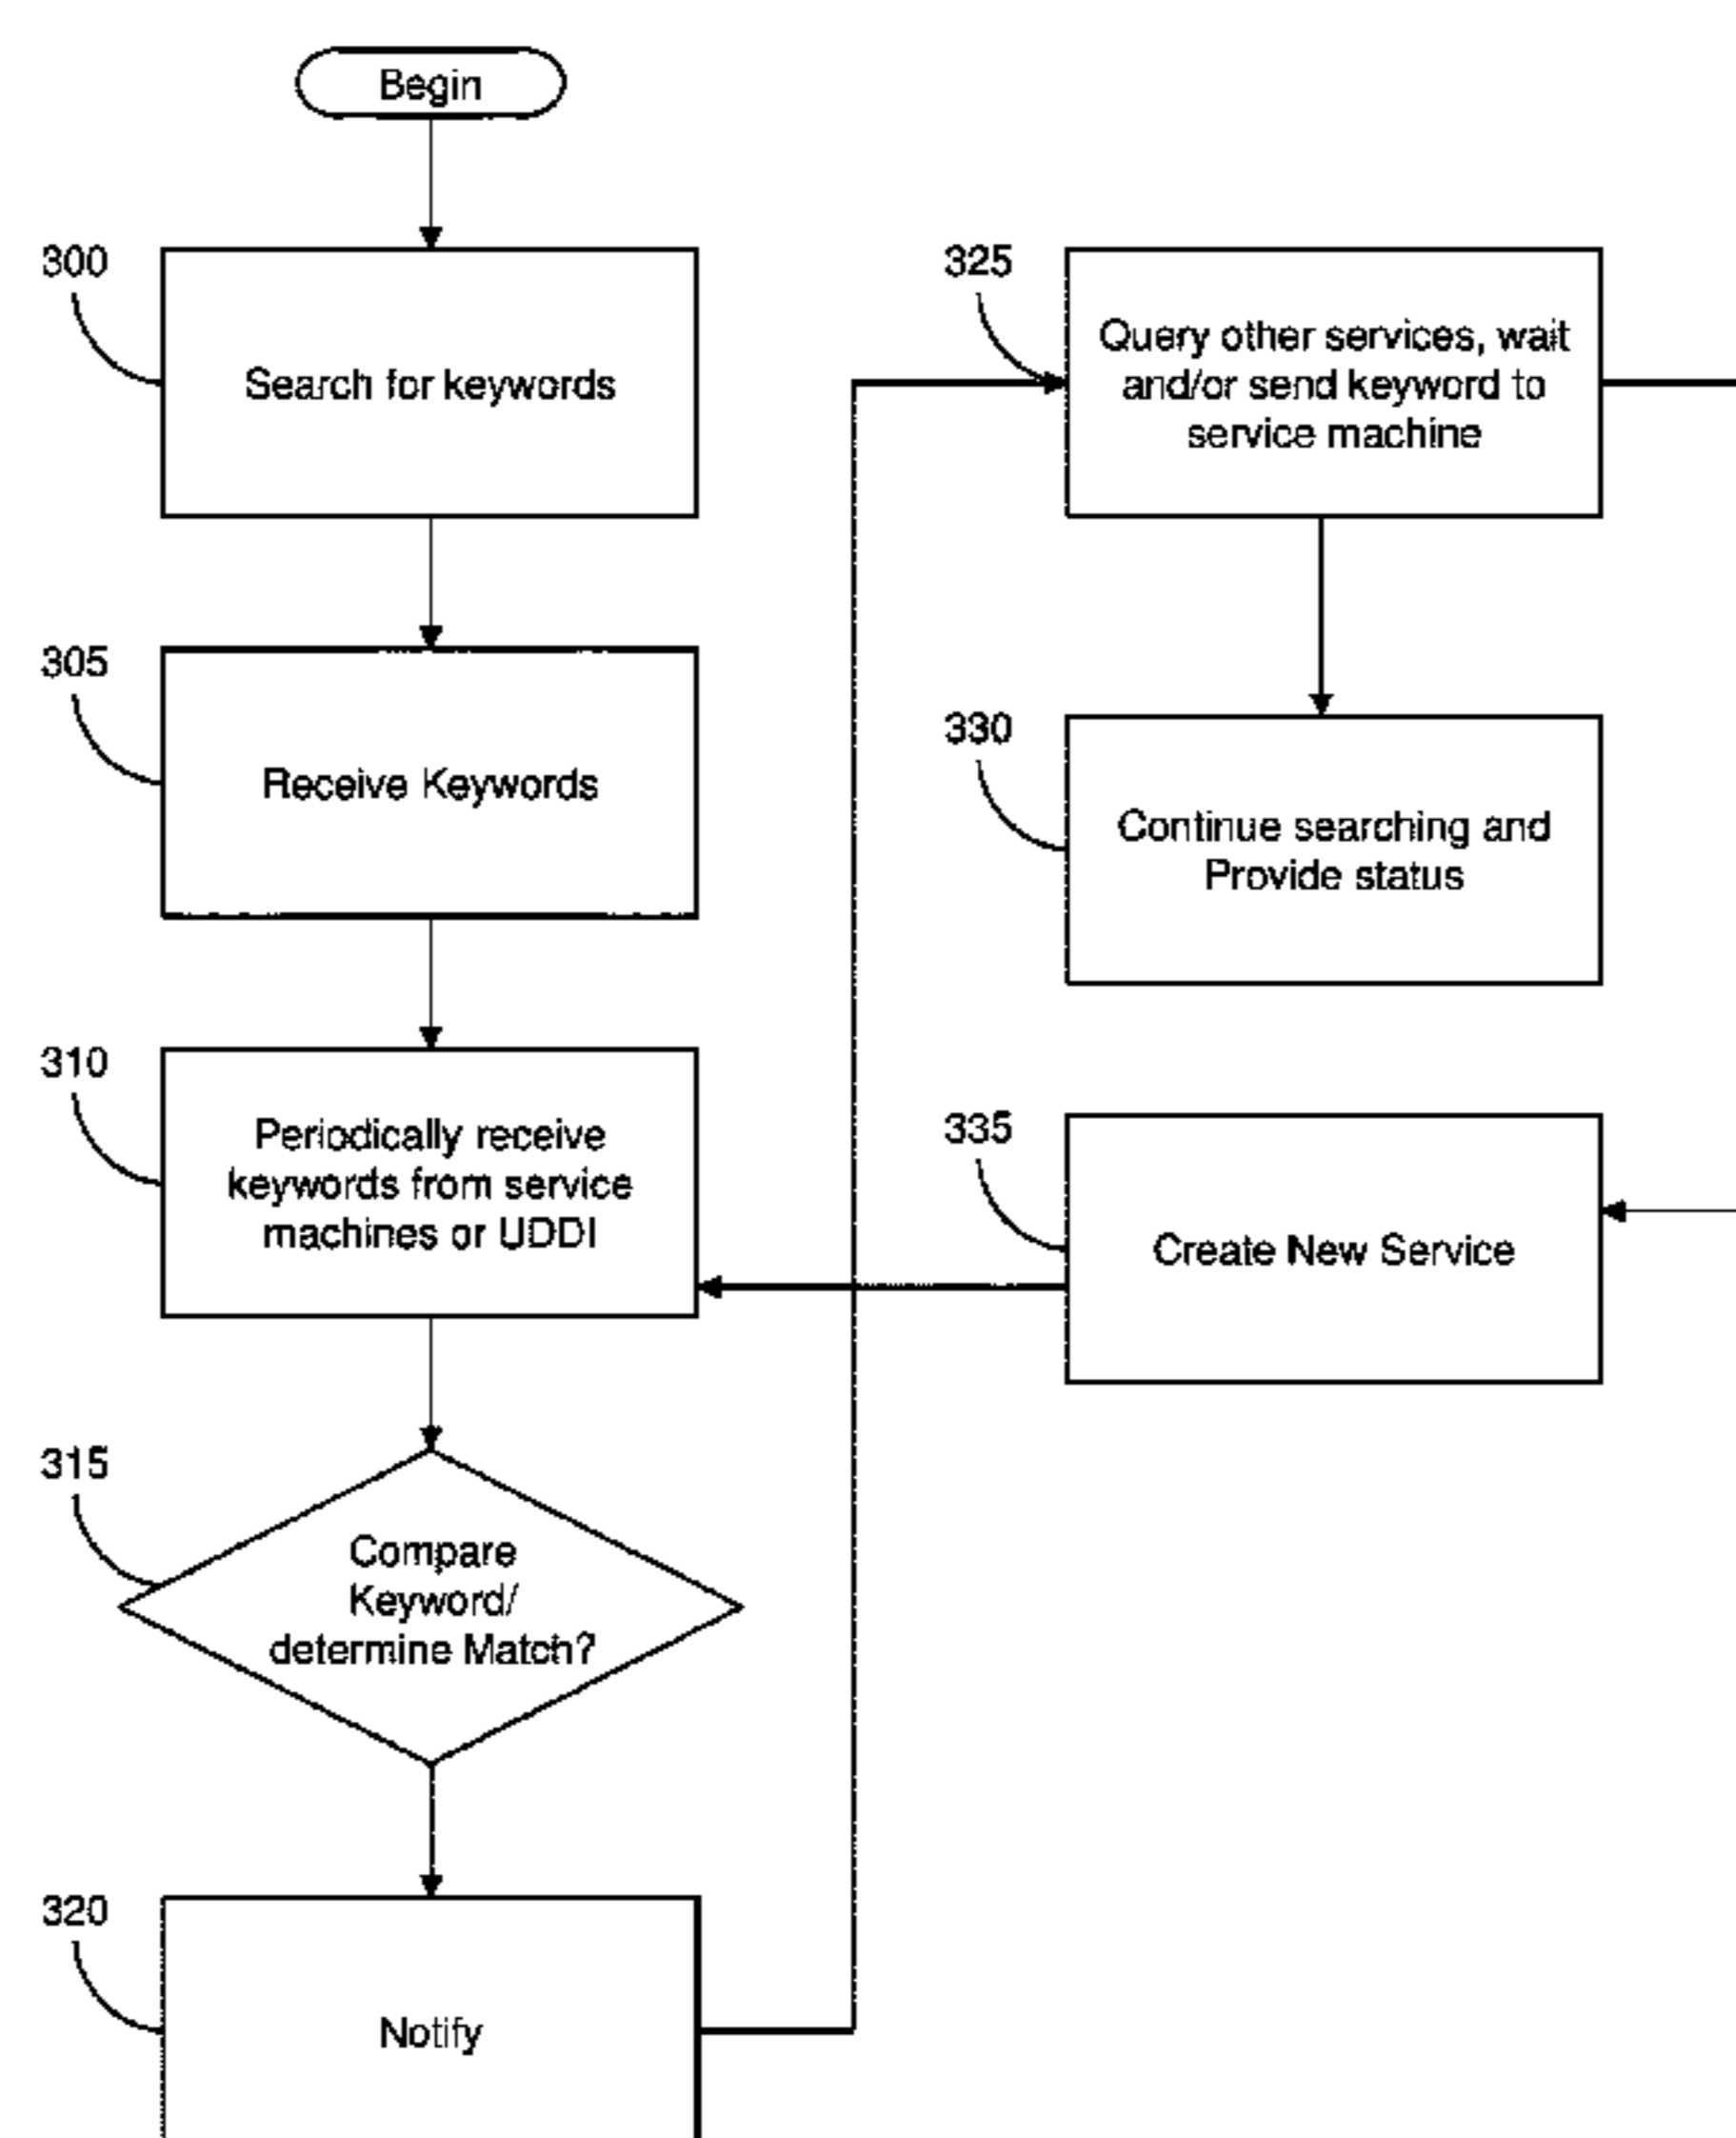 Begin
300
Search for keywords
305
Receive Keywords
310
Periodically receive
keywords from service
machines or UDDI
315
Compare
Keyword/
determine Match?
320
Notify
325
Query other services, wait
and/or send keyword to
service machine
330
Continue searching and
Provide status
335
Create New Service